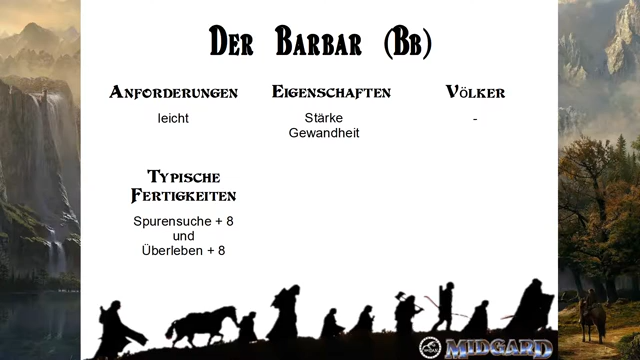 Der Barbar (Bb)
Anforderungen
leicht
Eigenschaften
Stärke
Gewandheit
Völker
-
Typische
Fertigkeiten
Spurensuche + 8
und
Überleben + 8
MIDGARD